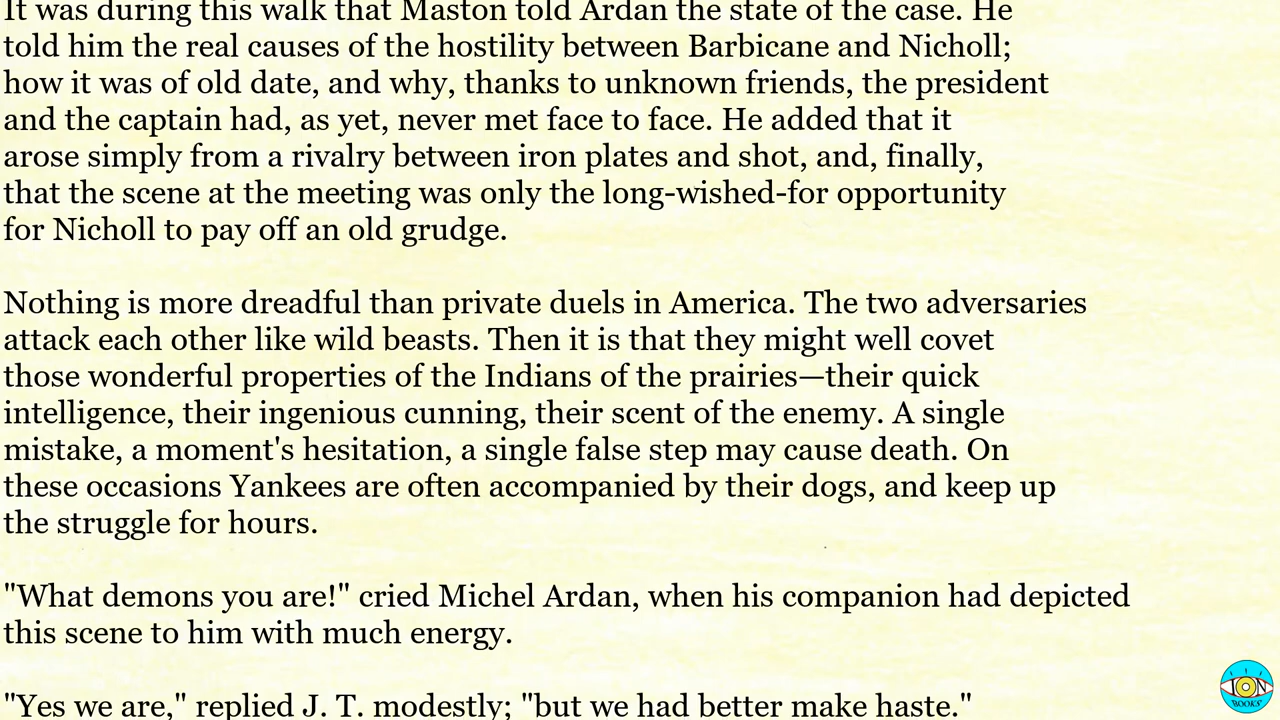 It was during this walk that Maston told Ardan the state of the case. He
told him the real causes of the hostility between Barbicane and Nicholl;
how it was of old date, and why, thanks to unknown friends, the president
and the captain had, as yet, never met face to face. He added that it
arose simply from a rivalry between iron plates and shot, and, finally,
that the scene at the meeting was only the long-wished-for opportunity
for Nicholl to pay off an old grudge.
Nothing is more dreadful than private duels in America. The two adversaries
attack each other like wild beasts. Then it is that they might well covet
those wonderful properties of the Indians of the prairies—their quick
intelligence, their ingenious cunning, their scent of the enemy. A single
mistake, a moment's hesitation, a single false step may cause death. On
these occasions Yankees are often accompanied by their dogs, and keep up
the struggle for hours.
"What demons you are!" cried Michel Ardan, when his companion had depicted
this scene to him with much energy.
"Yes we are," replied J. T. modestly; "but we had better make haste."
ION
BOOKS